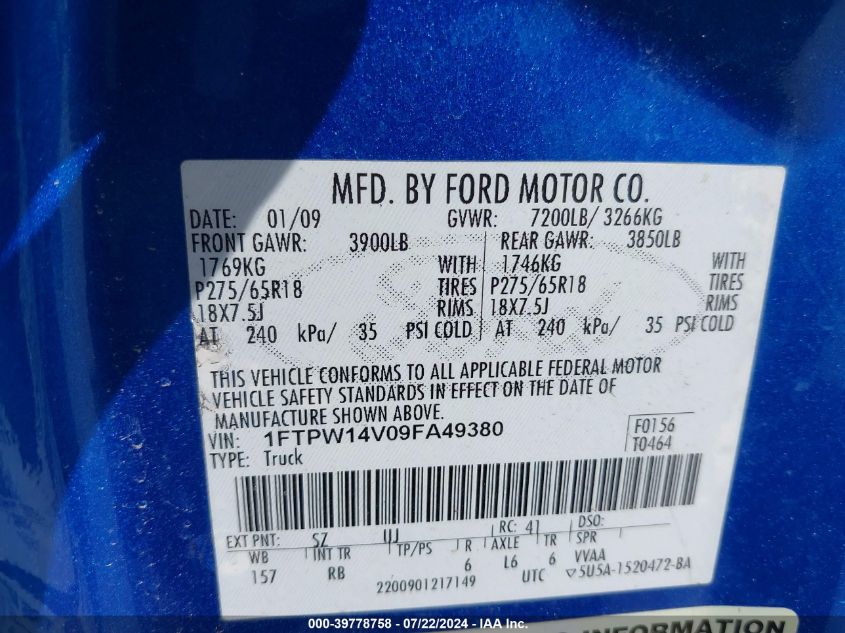 MFD. BY FORD MOTOR CO.
DATE: 01/09 GVWR: 7200LB/ 3266KG
FRONT GAWR: 3900LB REAR GAWR: 3850LB
1769KG WITH 1746KG WITH
P275/65R18 TIRES P275/65R18 TIRES
18X7.5J RIMS 18X7.5J RIMS
AT 240 kPa/ 35 PSI COLD AT 240 kPa/ 35 PSI COLD
THIS VEHICLE CONFORMS TO ALL APPLICABLE FEDERAL MOTOR
VEHICLE SAFETY STANDARDS IN EFFECT ON THE DATE OF
MANUFACTURE SHOWN ABOVE.
VIN: 1FTPW14V09FA49380 F0156
TYPE: Truck T0464
EXT PNT: SZ UJ RC: 41 DSO:
WB INT TR TP/PS R AXLE TR SPR
157 RB 6 L6 6 VVAA
2200901217149 UTC 5U5A-1520472-BA
INFORMATION
000-39778758 - 07/22/2024 - IAA Inc.